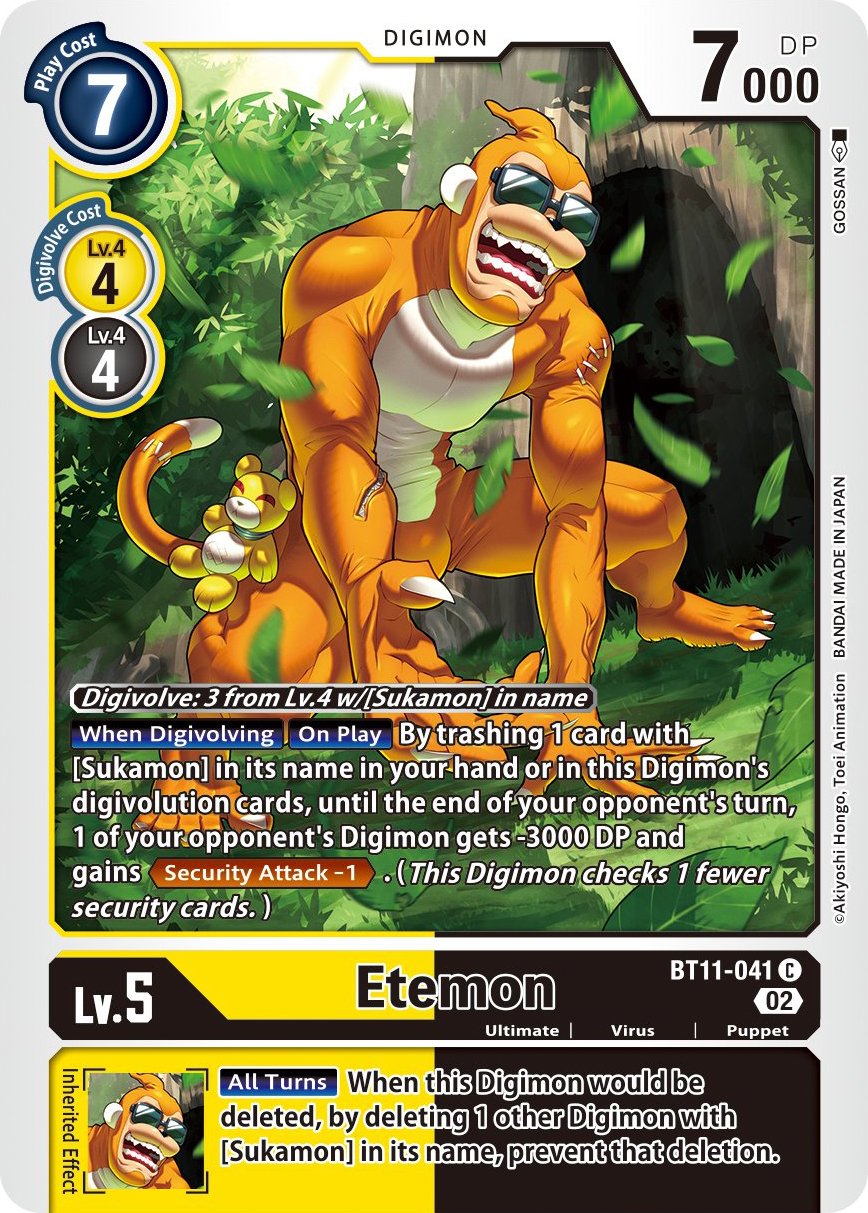 DIGIMON
Play Cost
7
7000
DP
Digivolve Cost
Lv.4
4
Lv.4
4
GOSSAN
©Akiyoshi Hongo, Toei Animation BANDAI MADE IN JAPAN
Digivolve: 3 from Lv.4 w/[Sukamon] in name
When Digivolving On Play By trashing 1 card with
[Sukamon] in its name in your hand or in this Digimon's
digivolution cards, until the end of your opponent's turn,
1 of your opponent's Digimon gets -3000 DP and
gains Security Attack -1 . (This Digimon checks 1 fewer
security cards. )
Lv.5
Etemon
BT11-041 C
02
Ultimate | Virus | Puppet
Inherited Effect
All Turns When this Digimon would be
deleted, by deleting 1 other Digimon with
[Sukamon] in its name, prevent that deletion.